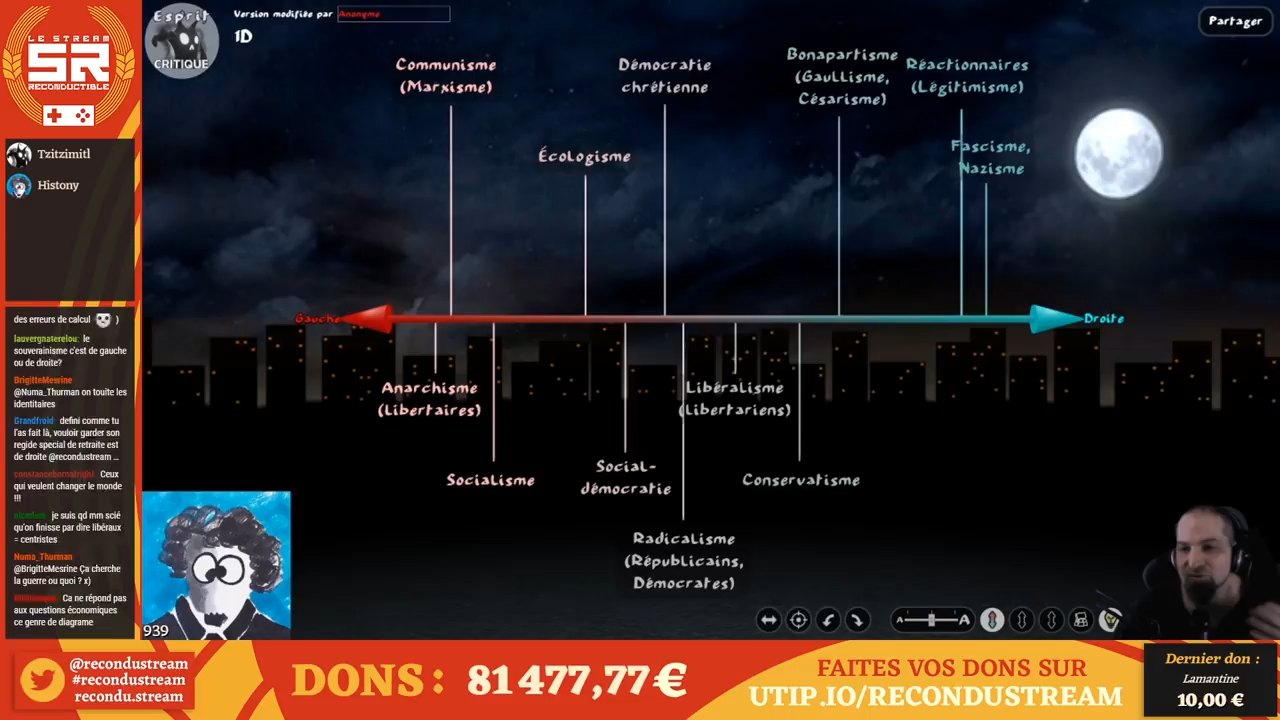 LE STREAM
SR
RECONDUCTIBLE
Tzitzimitl
Histony
des erreurs de calcul )
lauvergnaterelou: le
souverainisme c'est de gauche
ou de droite?
BrigitteMesrine
@Numa_Thurman on toutite les
identitaires
Grandfroid: defini comme tu
l'as fait là, vouloir garder son
regide special de retraite est
de droite @recondustream ...
Ceux
qui veulent changer le monde
!!!
je suis qd mm scié
qu'on finisse par dire libéraux
= centristes
Numa_Thurman:
@BrigitteMesrine Ça cherche
la guerre ou quoi ? x)
Ca ne répond pas
aux questions économiques
ce genre de diagrame
Esprit
CRITIQUE
Version modifiée par Anonyme
1D
Partager
Communisme
(Marxisme)
Démocratie
chrétienne
Bonapartisme
(Gaullisme,
Césarisme)
Réactionnaires
(Légitimisme)
Écologisme
Fascisme,
Nazisme
Gauche
Droite
Anarchisme
(libertaires)
Libéralisme
(libertariens)
Socialisme
Social-
démocratie
Conservatisme
Radicalisme
(Républicains,
Démocrates)
A A
939
@recondustream
#recondustream
recondu.stream
DONS : 81 477,77 €
FAITES VOS DONS SUR
UTIP.IO/RECONDUSTREAM
Dernier don :
Lamantine
10,00 €